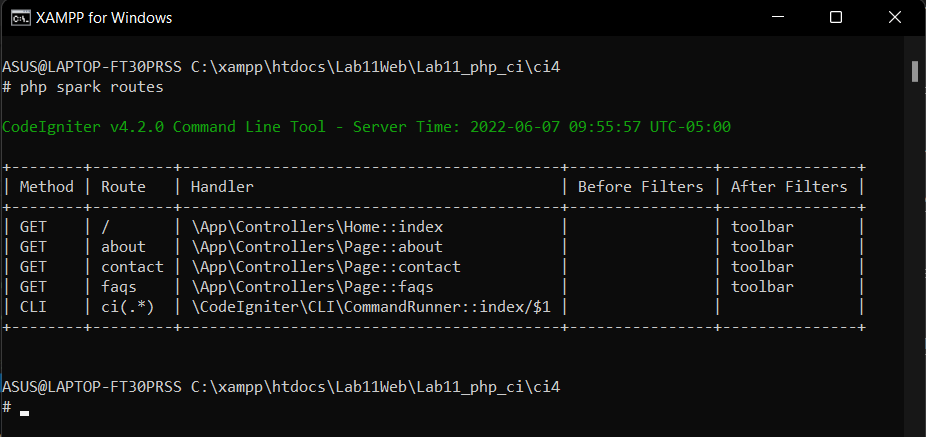 XAMPP for Windows
ASUS@LAPTOP-FT30PRSS C:\xampp\htdocs\Lab11Web\Lab11_php_ci\ci4
# php spark routes
CodeIgniter v4.2.0 Command Line Tool - Server Time: 2022-06-07 09:55:57 UTC-05:00
+--------+---------+------------------------------------------+----------------+---------------+
| Method | Route   | Handler                                  | Before Filters | After Filters |
+--------+---------+------------------------------------------+----------------+---------------+
| GET    | /       | \App\Controllers\Home::index             |                | toolbar       |
| GET    | about   | \App\Controllers\Page::about             |                | toolbar       |
| GET    | contact | \App\Controllers\Page::contact           |                | toolbar       |
| GET    | faqs    | \App\Controllers\Page::faqs              |                | toolbar       |
| CLI    | ci(.*)  | \CodeIgniter\CLI\CommandRunner::index/$1 |                |               |
+--------+---------+------------------------------------------+----------------+---------------+
ASUS@LAPTOP-FT30PRSS C:\xampp\htdocs\Lab11Web\Lab11_php_ci\ci4
#